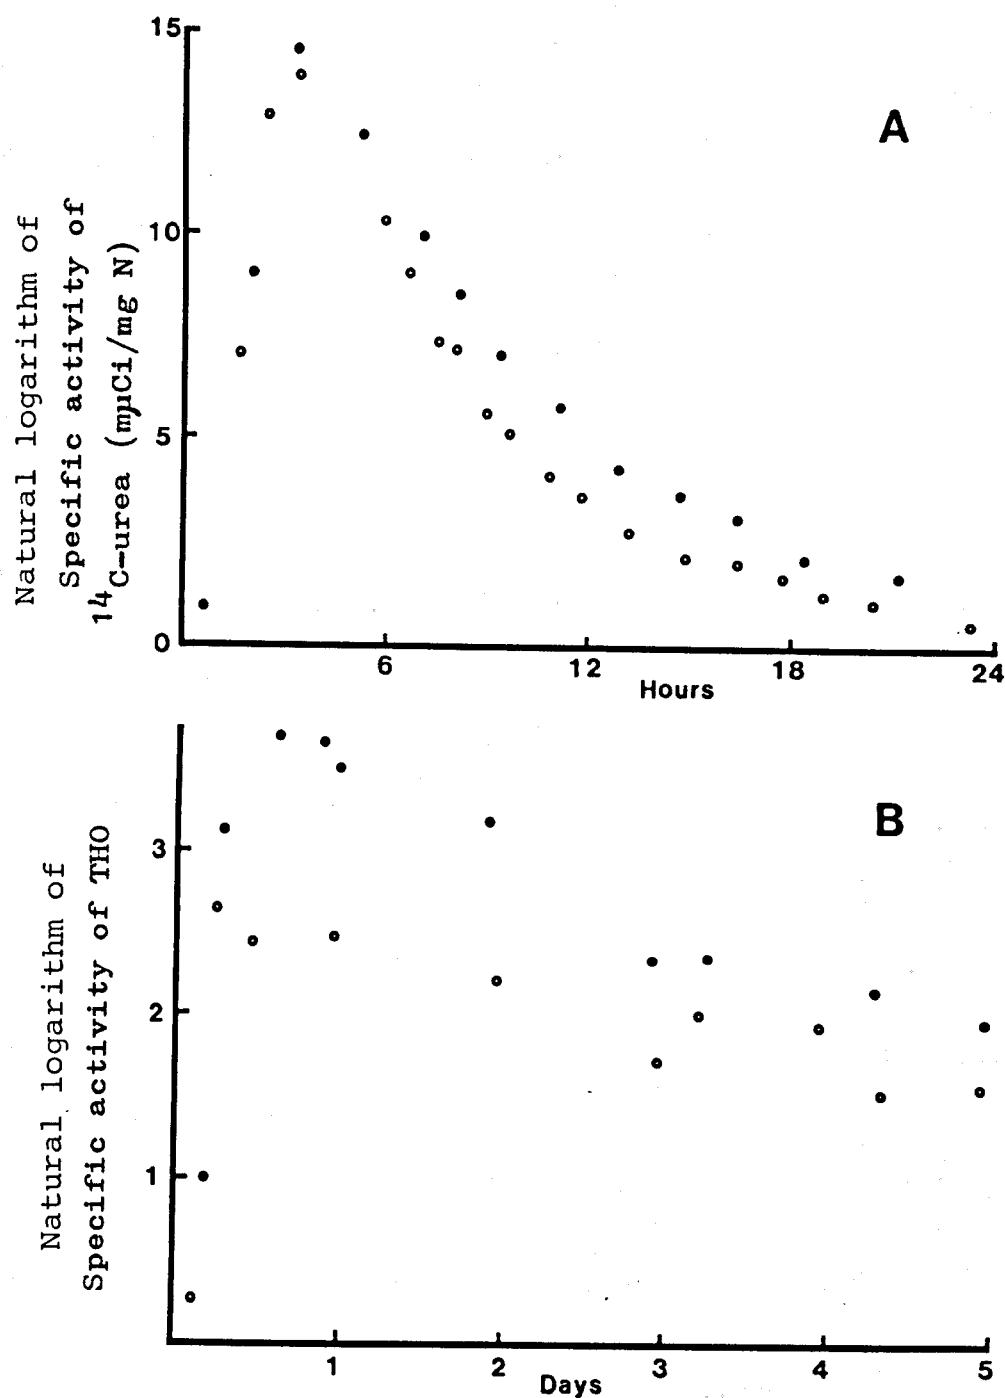 15
10
5
0
Natural logarithm of
Specific activity of
14C-urea (mµCi/mg N)
A
6 12 18 24
Hours
3
2
1
Natural logarithm of
Specific activity of THO
B
1 2 3 4 5
Days